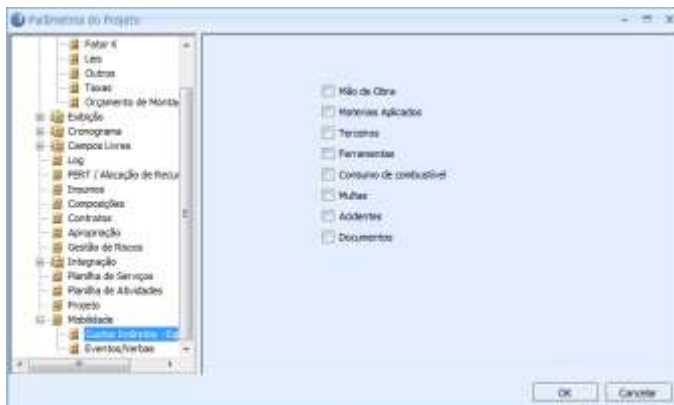 Parâmetros do Projeto
Fator K
Leis
Outros
Taxas
Orçamento de Monta
Exibição
Cronograma
Campos Livres
Log
PERT / Alocação de Recur
Insumos
Composições
Contratos
Apropriação
Gestão de Riscos
Integração
Planilha de Serviços
Planilha de Atividades
Projeto
Mobilidade
Custos Indiretos - Eq
Eventos/Verbas
Mão de Obra
Materiais Aplicados
Terceiros
Ferramentas
Consumo de combustível
Multas
Acidentes
Documentos
OK
Cancelar